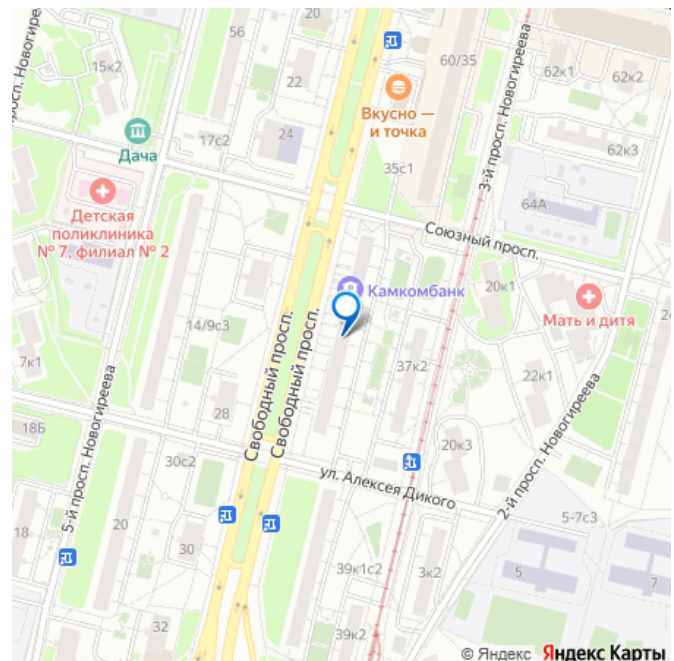 20
56
просп. Новогиреева
15к2
22
60/35
62к1
62к2
Вкусно —
и точка
17с2
24
Дача
62к3
35с1
3-й просп. Новогиреева
64А
Детская
поликлиника
№ 7, филиал № 2
Союзный просп.
Камкомбанк
20к1
Мать и дитя
14/9с3
Свободный просп.
Свободный просп.
7к1
37к2
22к1
28
18Б
5-й просп. Новогиреева
30с2
20к3
2-й просп. Новогиреева
ул. Алексея Дикого
5-7с3
18
20
30
39к1с2
3к2
5
7
32
39к2
© Яндекс Яндекс Карты